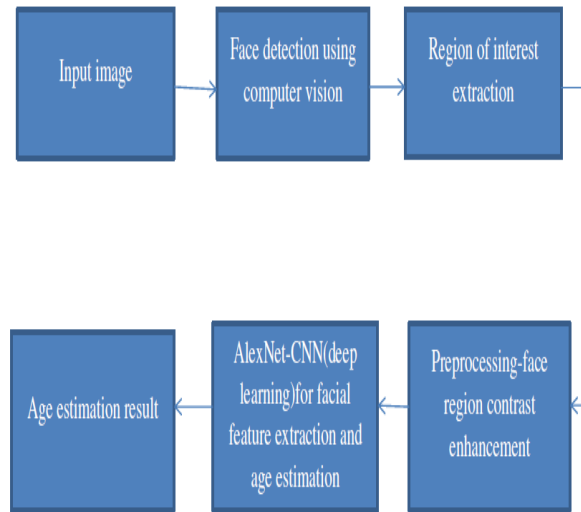 Input image
Face detection using
computer vision
Region of interest
extraction
Preprocessing-face
region contrast
enhancement
AlexNet-CNN(deep
learning)for facial
feature extraction and
age estimation
Age estimation result